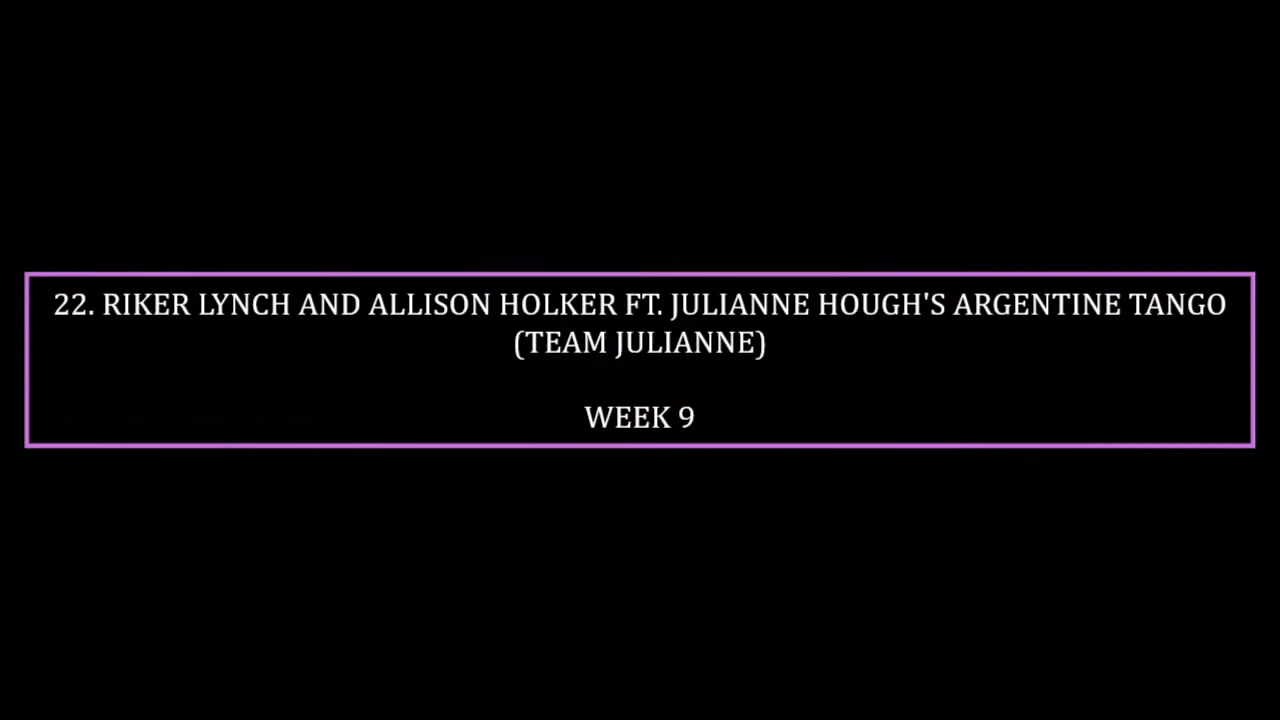 22. RIKER LYNCH AND ALLISON HOLKER FT. JULIANNE HOUGH'S ARGENTINE TANGO
(TEAM JULIANNE)
WEEK 9